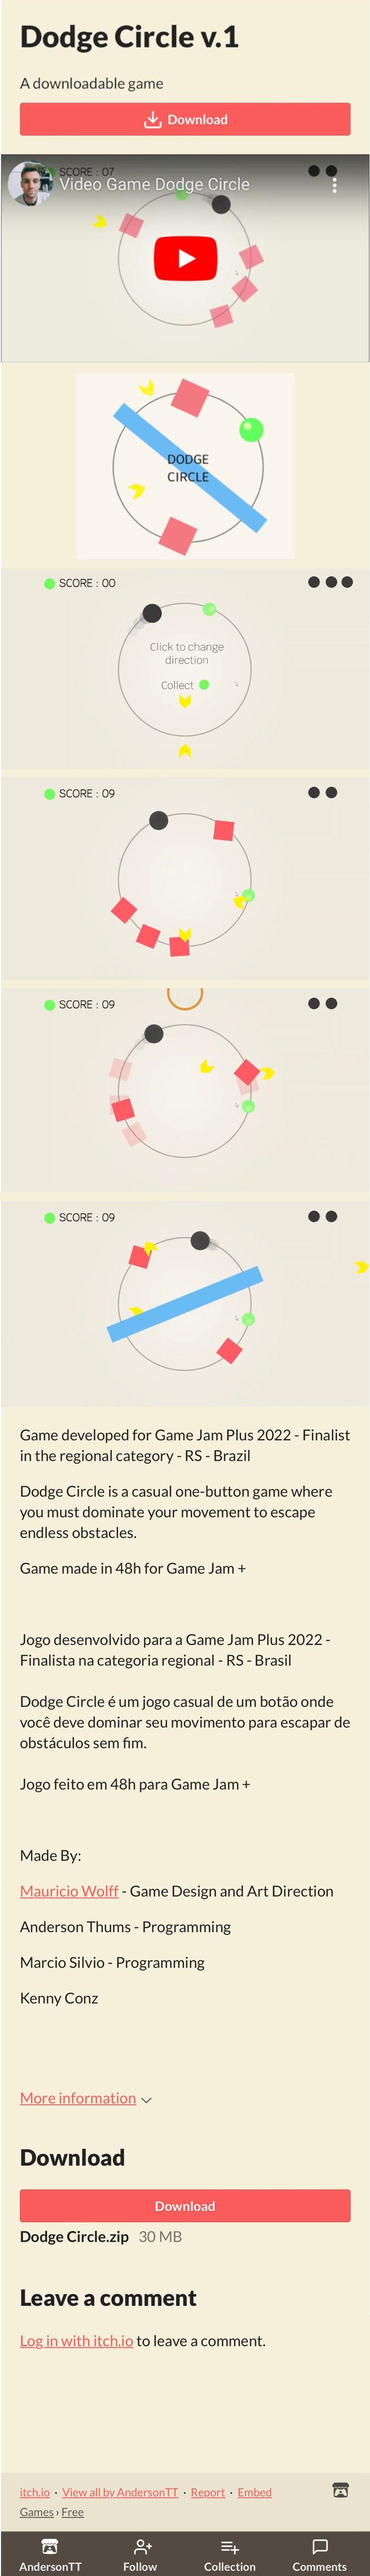 Dodge Circle v.1
A downloadable game
Download
SCORE : 07
Video Game Dodge Circle
DODGE
CIRCLE
SCORE : 00
Click to change
direction
Collect
SCORE : 09
SCORE : 09
SCORE : 09
Game developed for Game Jam Plus 2022 - Finalist
in the regional category - RS - Brazil
Dodge Circle is a casual one-button game where
you must dominate your movement to escape
endless obstacles.
Game made in 48h for Game Jam +
Jogo desenvolvido para a Game Jam Plus 2022 -
Finalista na categoria regional - RS - Brasil
Dodge Circle é um jogo casual de um botão onde
você deve dominar seu movimento para escapar de
obstáculos sem fim.
Jogo feito em 48h para Game Jam +
Made By:
Mauricio Wolff - Game Design and Art Direction
Anderson Thums - Programming
Marcio Silvio - Programming
Kenny Conz
More information
Download
Download
Dodge Circle.zip 30 MB
Leave a comment
Log in with itch.io to leave a comment.
itch.io · View all by AndersonTT · Report · Embed
Games › Free
AndersonTT Follow Collection Comments